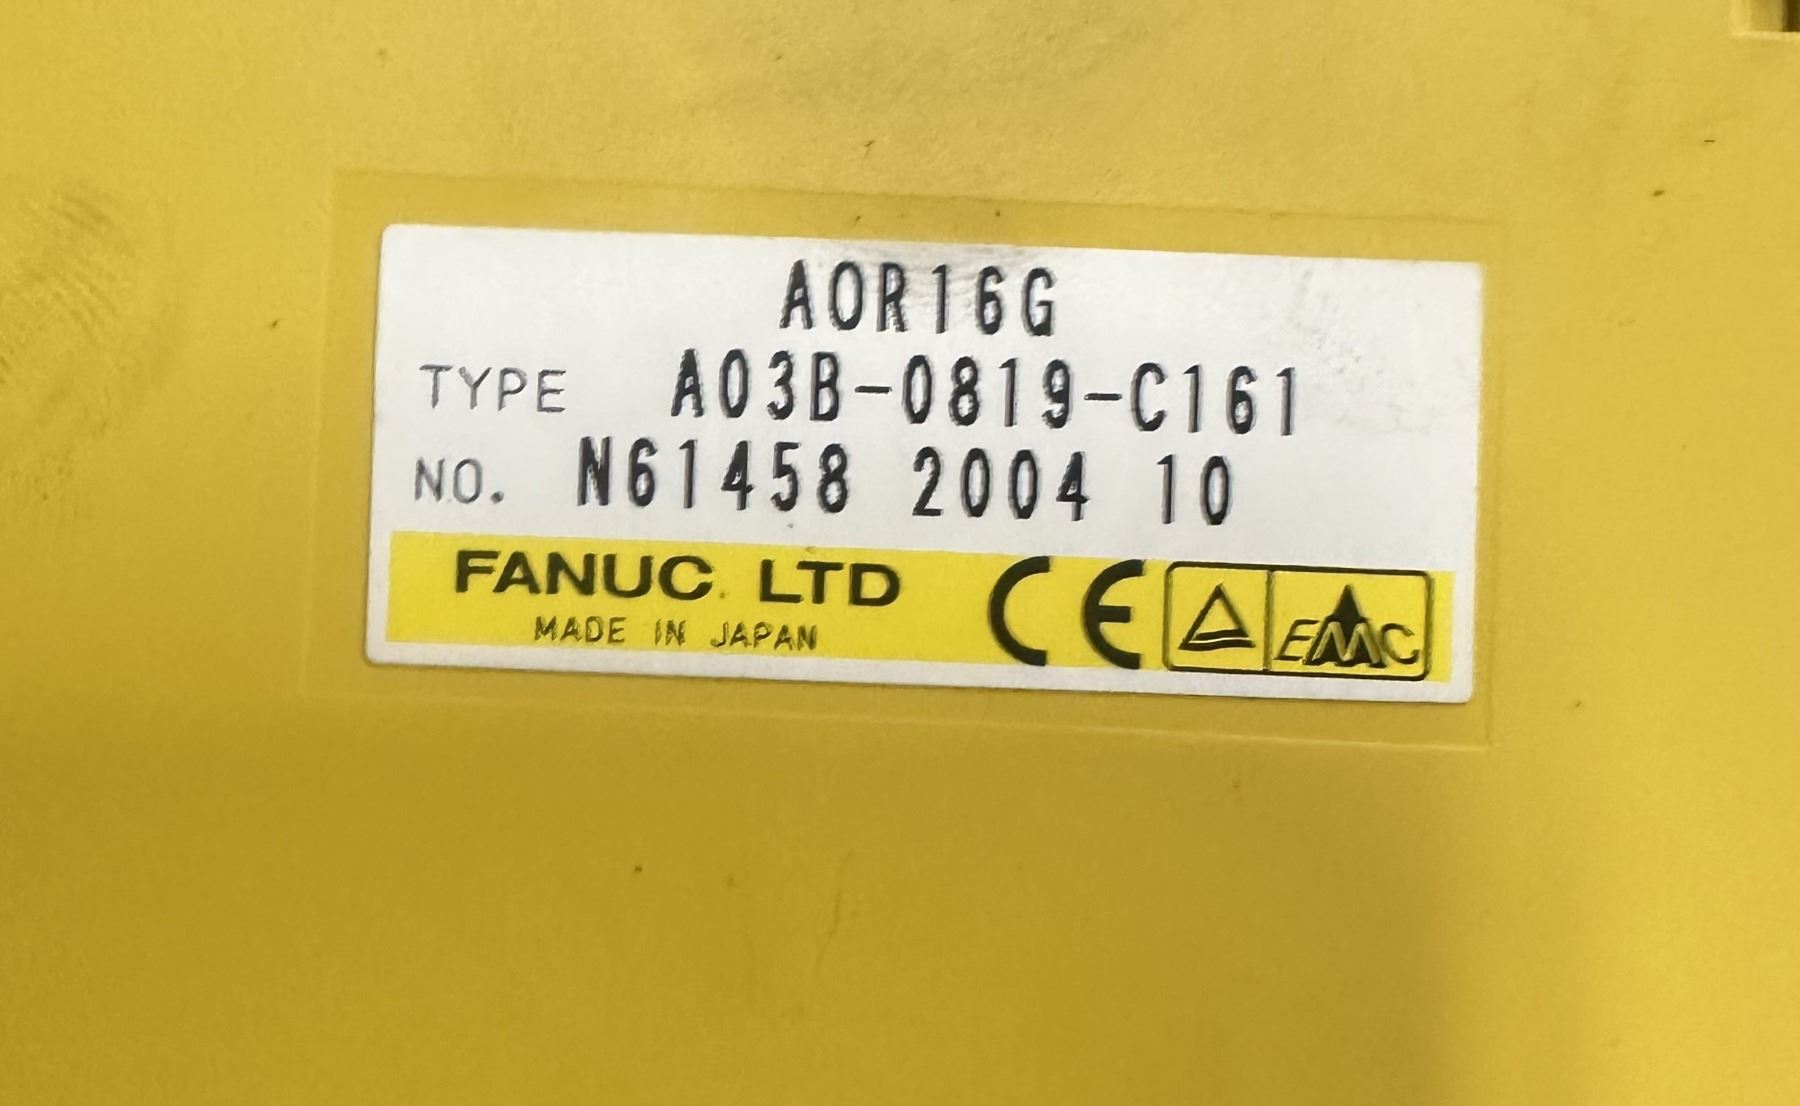 AOR16G
TYPE A03B-0819-C161
NO. N61458 2004 10
FANUC LTD CE EMC
MADE IN JAPAN